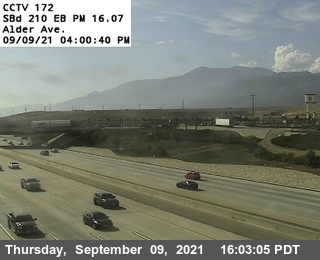 CCTV 172
SBd 210 EB PM 16.07
Alder Ave.
09/09/21 04:00:40 PM
Thursday, September 09, 2021 16:03:05 PDT